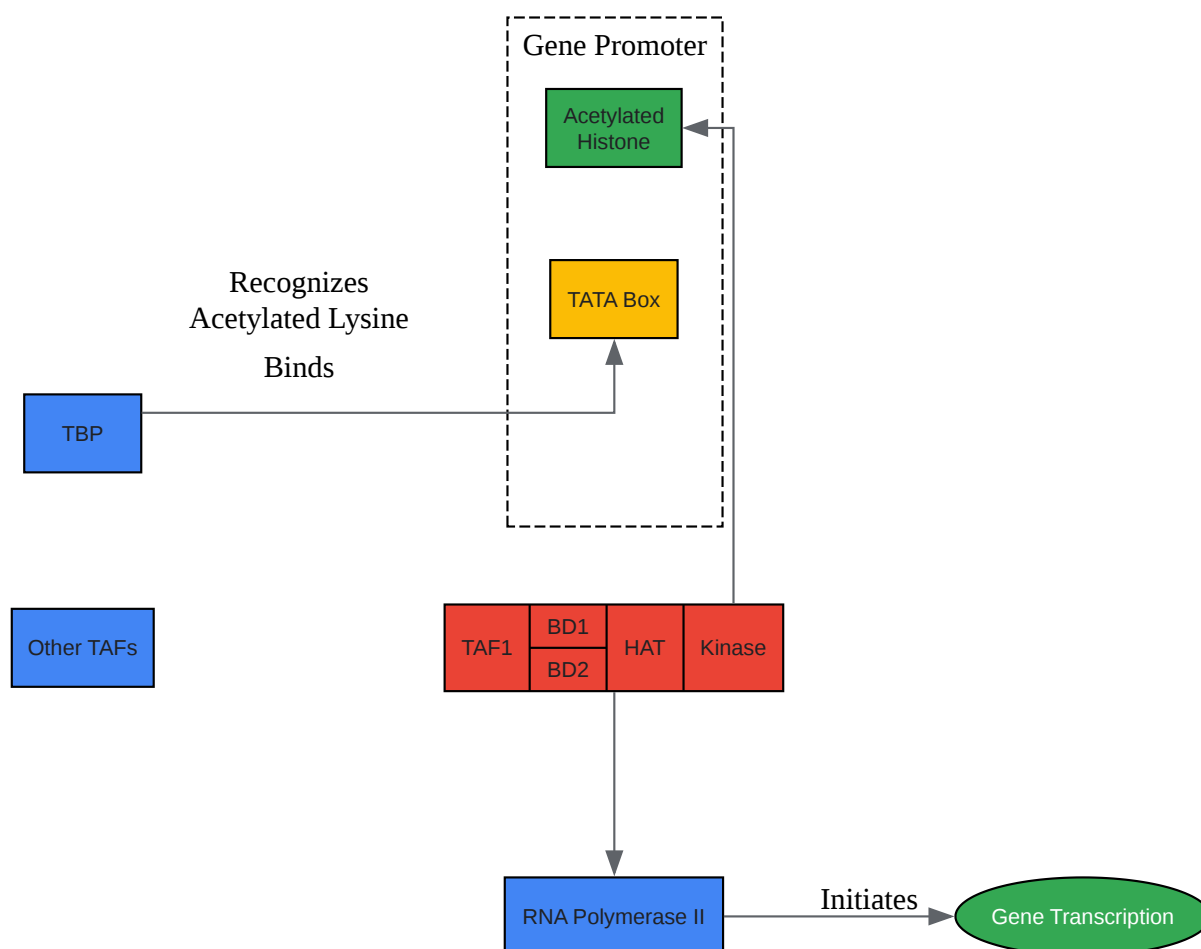 Gene Promoter
Acetylated
Histone
TATA Box
Recognizes
Acetylated Lysine
Binds
TBP
Other TAFs
TAF1
BD1
BD2
HAT
Kinase
RNA Polymerase II
Initiates
Gene Transcription